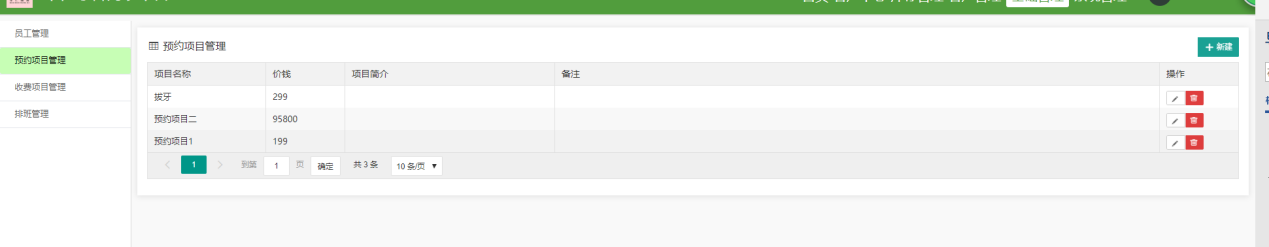 员工管理
预约项目管理
收费项目管理
排班管理
预约项目管理
新建
项目名称 价钱 项目简介 备注 操作
拔牙 299
预约项目二 95800
预约项目1 199
1 到第 1 页 确定 共 3 条 10 条/页